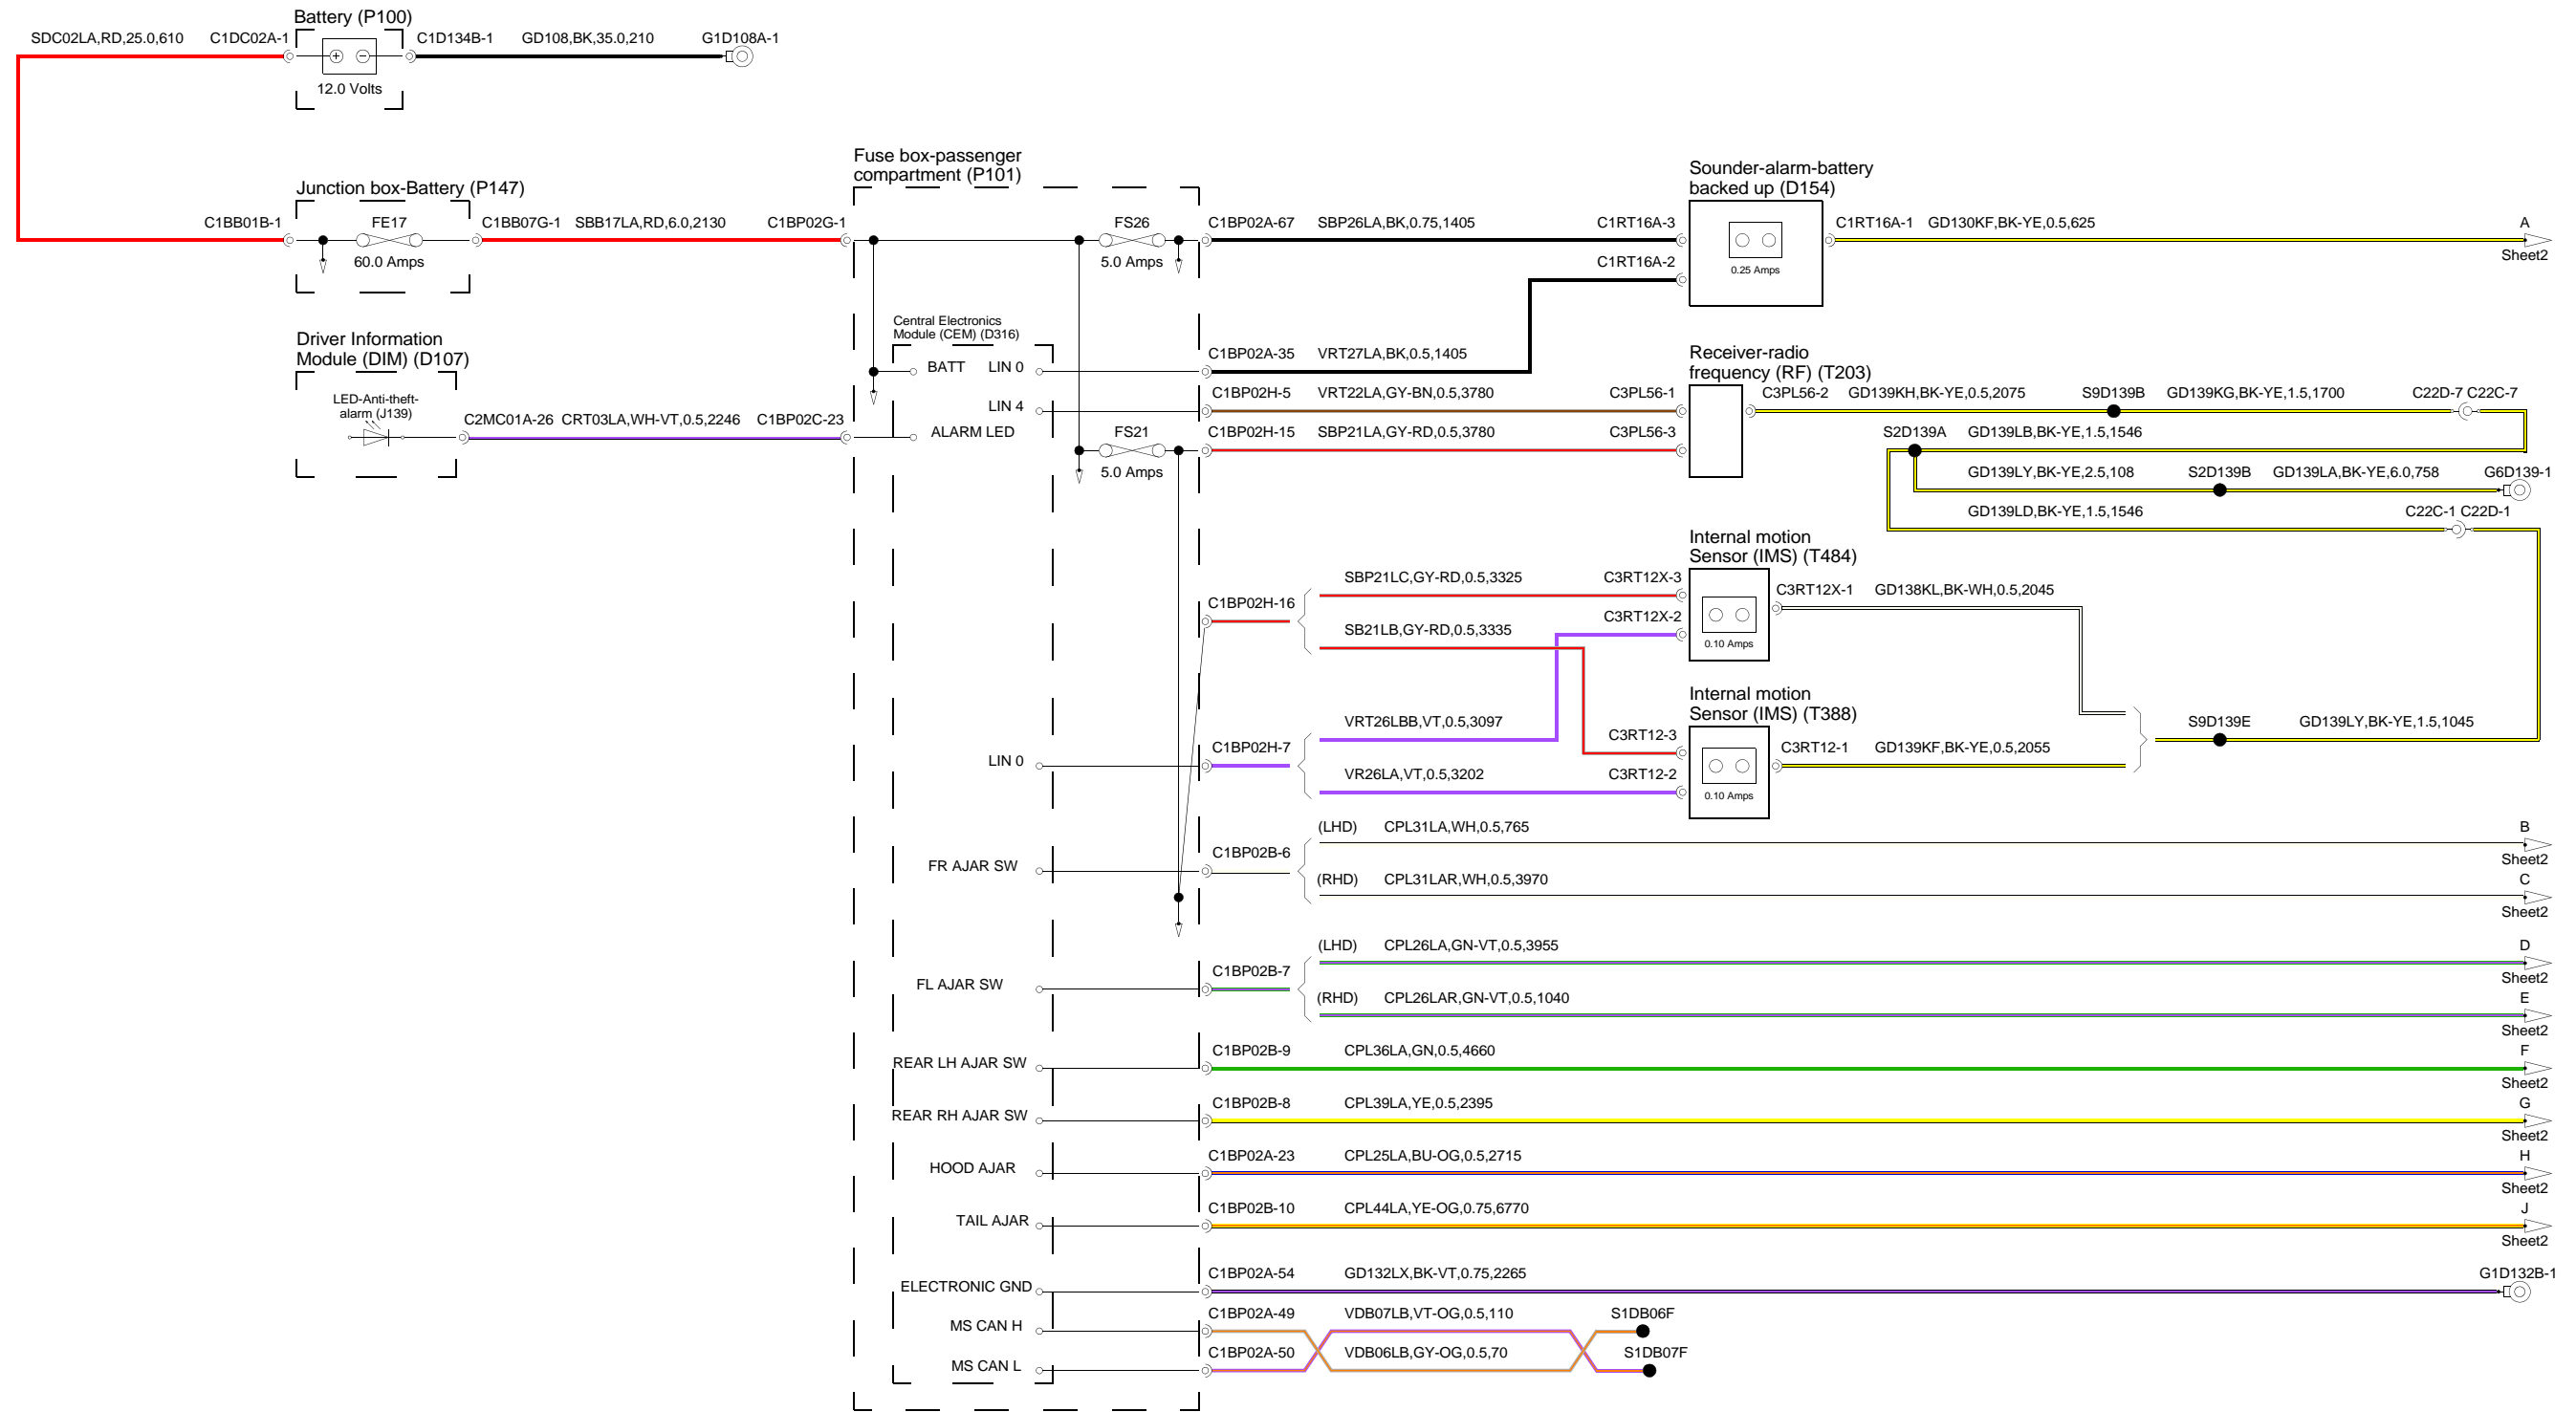 Battery (P100)
SDC02LA,RD,25.0,610
C1DC02A-1
C1D134B-1
GD108,BK,35.0,210
G1D108A-1
12.0 Volts
Fuse box-passenger
compartment (P101)
Sounder-alarm-battery
backed up (D154)
Junction box-Battery (P147)
C1BB01B-1
FE17
C1BB07G-1
SBB17LA,RD,6.0,2130
C1BP02G-1
FS26
C1BP02A-67
SBP26LA,BK,0.75,1405
C1RT16A-3
C1RT16A-1
GD130KF,BK-YE,0.5,625
A
60.0 Amps
5.0 Amps
C1RT16A-2
0.25 Amps
Sheet2
Driver Information
Module (DIM) (D107)
Central Electronics
Module (CEM) (D316)
C1BP02A-35
VRT27LA,BK,0.5,1405
Receiver-radio
frequency (RF) (T203)
BATT
LIN 0
LED-Anti-theft-
alarm (J139)
LIN 4
C1BP02H-5
VRT22LA,GY-BN,0.5,3780
C3PL56-1
C3PL56-2
GD139KH,BK-YE,0.5,2075
S9D139B
GD139KG,BK-YE,1.5,1700
C22D-7 C22C-7
C2MC01A-26
CRT03LA,WH-VT,0.5,2246
C1BP02C-23
ALARM LED
FS21
C1BP02H-15
SBP21LA,GY-RD,0.5,3780
C3PL56-3
S2D139A
GD139LB,BK-YE,1.5,1546
5.0 Amps
GD139LY,BK-YE,2.5,108
S2D139B
GD139LA,BK-YE,6.0,758
G6D139-1
GD139LD,BK-YE,1.5,1546
C22C-1 C22D-1
Internal motion
Sensor (IMS) (T484)
SBP21LC,GY-RD,0.5,3325
C3RT12X-3
C3RT12X-1
GD138KL,BK-WH,0.5,2045
C1BP02H-16
C3RT12X-2
SB21LB,GY-RD,0.5,3335
0.10 Amps
Internal motion
Sensor (IMS) (T388)
VRT26LBB,VT,0.5,3097
C3RT12-3
S9D139E
GD139LY,BK-YE,1.5,1045
C1BP02H-7
C3RT12-1
GD139KF,BK-YE,0.5,2055
LIN 0
VR26LA,VT,0.5,3202
C3RT12-2
0.10 Amps
(LHD)
CPL31LA,WH,0.5,765
B
Sheet2
FR AJAR SW
C1BP02B-6
(RHD)
CPL31LAR,WH,0.5,3970
C
Sheet2
(LHD)
CPL26LA,GN-VT,0.5,3955
D
Sheet2
FL AJAR SW
C1BP02B-7
(RHD)
CPL26LAR,GN-VT,0.5,1040
E
Sheet2
REAR LH AJAR SW
C1BP02B-9
CPL36LA,GN,0.5,4660
F
Sheet2
REAR RH AJAR SW
C1BP02B-8
CPL39LA,YE,0.5,2395
G
Sheet2
HOOD AJAR
C1BP02A-23
CPL25LA,BU-OG,0.5,2715
H
Sheet2
TAIL AJAR
C1BP02B-10
CPL44LA,YE-OG,0.75,6770
J
Sheet2
ELECTRONIC GND
C1BP02A-54
GD132LX,BK-VT,0.75,2265
G1D132B-1
MS CAN H
C1BP02A-49
VDB07LB,VT-OG,0.5,110
S1DB06F
MS CAN L
C1BP02A-50
VDB06LB,GY-OG,0.5,70
S1DB07F